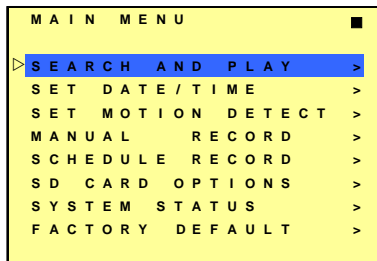 MAIN MENU
SEARCH AND PLAY >
SET DATE/TIME >
SET MOTION DETECT >
MANUAL RECORD >
SCHEDULE RECORD >
SD CARD OPTIONS >
SYSTEM STATUS >
FACTORY DEFAULT >